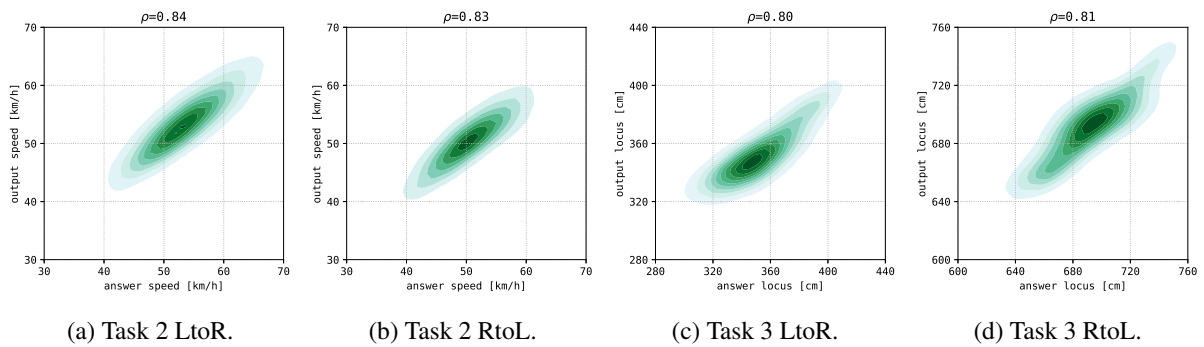 ρ=0.84
70
60
50
40
30
output speed [km/h]
30 40 50 60 70
answer speed [km/h]
(a) Task 2 LtoR.
ρ=0.83
70
60
50
40
30
output speed [km/h]
30 40 50 60 70
answer speed [km/h]
(b) Task 2 RtoL.
ρ=0.80
440
400
360
320
280
output locus [cm]
280 320 360 400 440
answer locus [cm]
(c) Task 3 LtoR.
ρ=0.81
760
720
680
640
600
output locus [cm]
600 640 680 720 760
answer locus [cm]
(d) Task 3 RtoL.